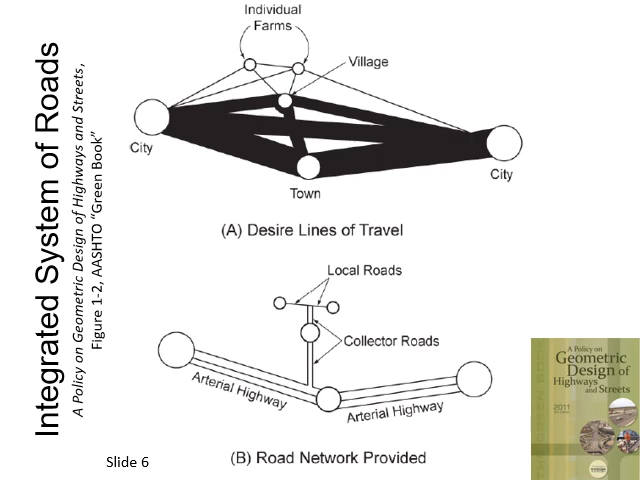 Integrated System of Roads
A Policy on Geometric Design of Highways and Streets,
Figure 1-2, AASHTO “Green Book”
Individual
Farms
Village
City
City
Town
(A) Desire Lines of Travel
Local Roads
Collector Roads
Arterial Highway
Arterial Highway
(B) Road Network Provided
Slide 6
A Policy on
Geometric
Design of
Highways
and Streets
2011